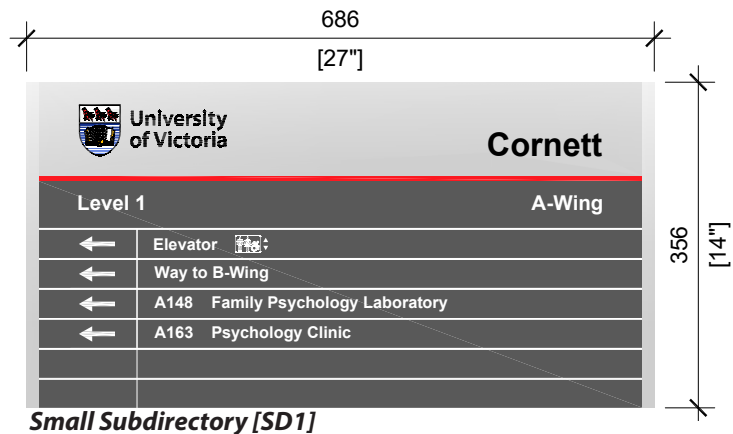 686
[27"]
University
of Victoria
Cornett
Level 1 A-Wing
Elevator
Way to B-Wing
A148 Family Psychology Laboratory
A163 Psychology Clinic
356
[14"]
Small Subdirectory [SD1]